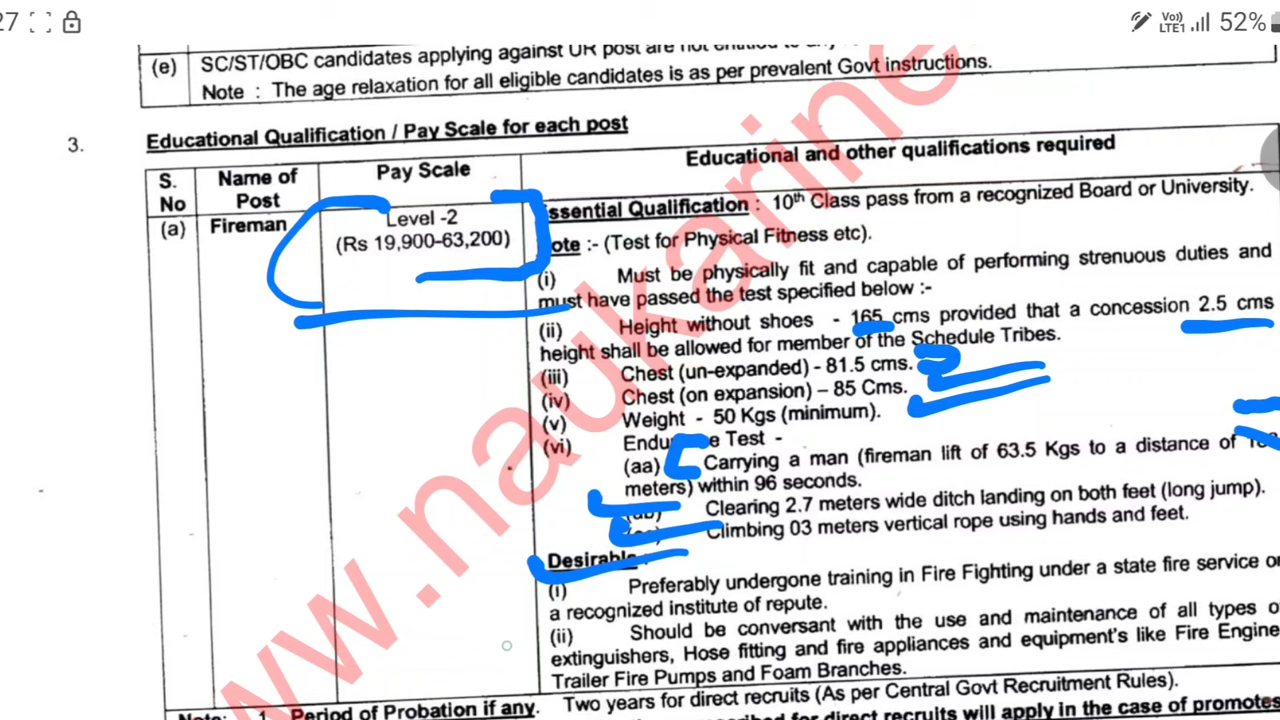 27
Vo)
LTE1
52%
(e) SC/ST/OBC candidates applying against UR post are not entitled to any
Note : The age relaxation for all eligible candidates is as per prevalent Govt instructions.
3. Educational Qualification / Pay Scale for each post
S. No
Name of Post
Pay Scale
Educational and other qualifications required
(a) Fireman
Level -2
(Rs 19,900-63,200)
ssential Qualification : 10th Class pass from a recognized Board or University.
ote :- (Test for Physical Fitness etc).
(i) Must be physically fit and capable of performing strenuous duties and
must have passed the test specified below :-
(ii) Height without shoes - 165 cms provided that a concession 2.5 cms
height shall be allowed for member of the Schedule Tribes.
(iii) Chest (un-expanded) - 81.5 cms.
(iv) Chest (on expansion) – 85 Cms.
(v) Weight - 50 Kgs (minimum).
(vi) Endu e Test -
(aa) Carrying a man (fireman lift of 63.5 Kgs to a distance of
meters) within 96 seconds.
Clearing 2.7 meters wide ditch landing on both feet (long jump).
Climbing 03 meters vertical rope using hands and feet.
Desirable
(i) Preferably undergone training in Fire Fighting under a state fire service or
a recognized institute of repute.
(ii) Should be conversant with the use and maintenance of all types o
extinguishers, Hose fitting and fire appliances and equipment's like Fire Engine
Trailer Fire Pumps and Foam Branches.
Note: 1. Period of Probation if any. Two years for direct recruits (As per Central Govt Recruitment Rules).
for direct recruits will apply in the case of promotes
ww.naukarine